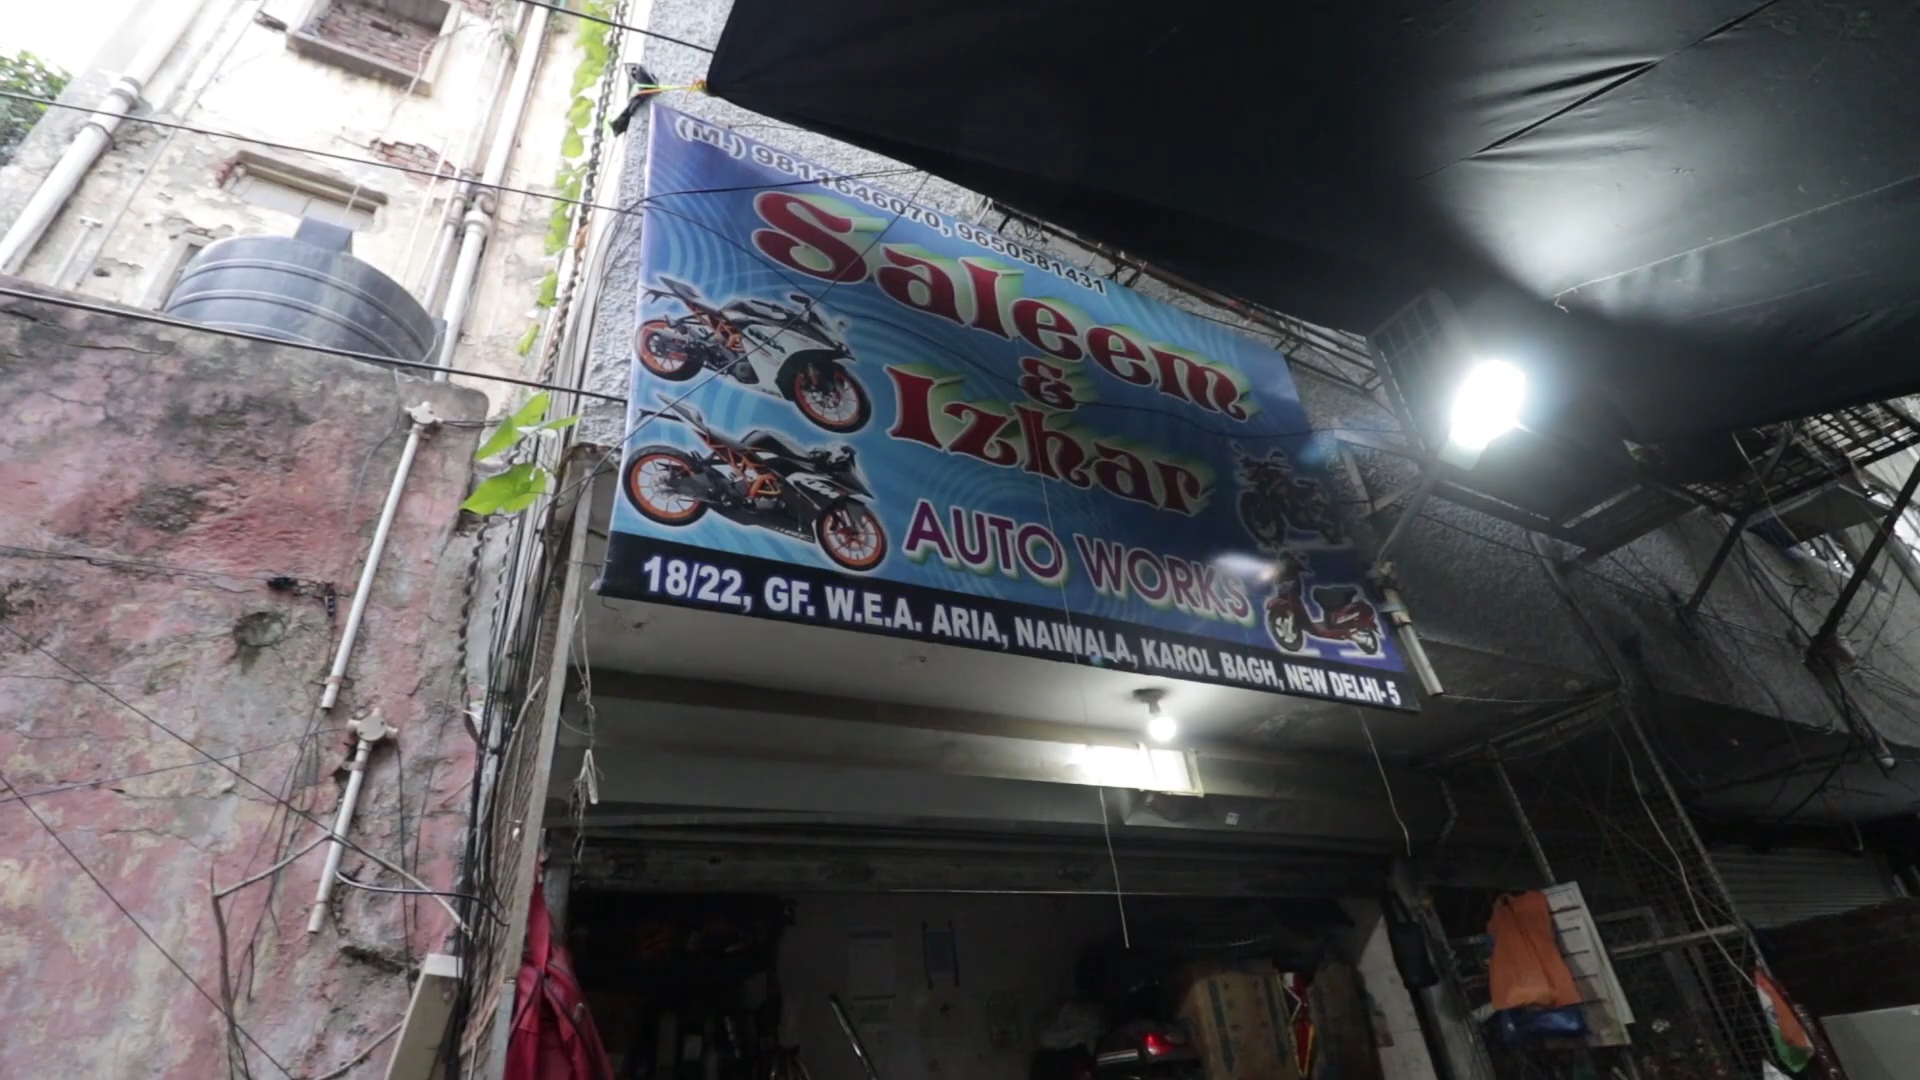 (M.) 9811646070, 9650581431
Saleem
&
Izhar
AUTO WORKS
18/22, GF. W.E.A. ARIA, NAIWALA, KAROL BAGH, NEW DELHI- 5